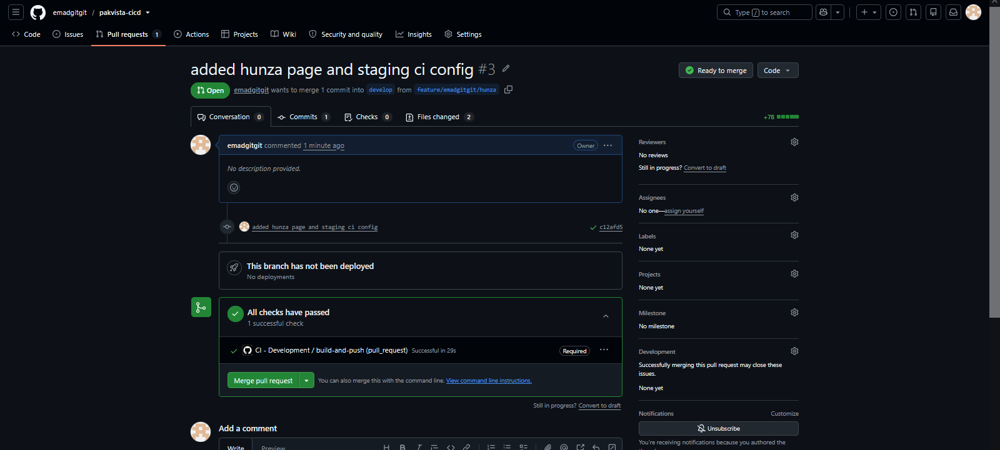 emadgitgit / pakvista-cicd
Type / to search
Code Issues Pull requests 1 Actions Projects Wiki Security and quality Insights Settings
added hunza page and staging ci config #3
Ready to merge Code
Open emadgitgit wants to merge 1 commit into develop from feature/emadgitgit/hunza
Conversation 0 Commits 1 Checks 0 Files changed 2 +78
emadgitgit commented 1 minute ago Owner
No description provided.
added hunza page and staging ci config c12afd5
This branch has not been deployed
No deployments
All checks have passed
1 successful check
CI - Development / build-and-push (pull_request) Successful in 29s Required
Merge pull request You can also merge this with the command line. View command line instructions.
Still in progress? Convert to draft
Add a comment
Write Preview
Reviewers
No reviews
Still in progress? Convert to draft
Assignees
No one—assign yourself
Labels
None yet
Projects
None yet
Milestone
No milestone
Development
Successfully merging this pull request may close these
issues.
None yet
Notifications Customize
Unsubscribe
You're receiving notifications because you authored the